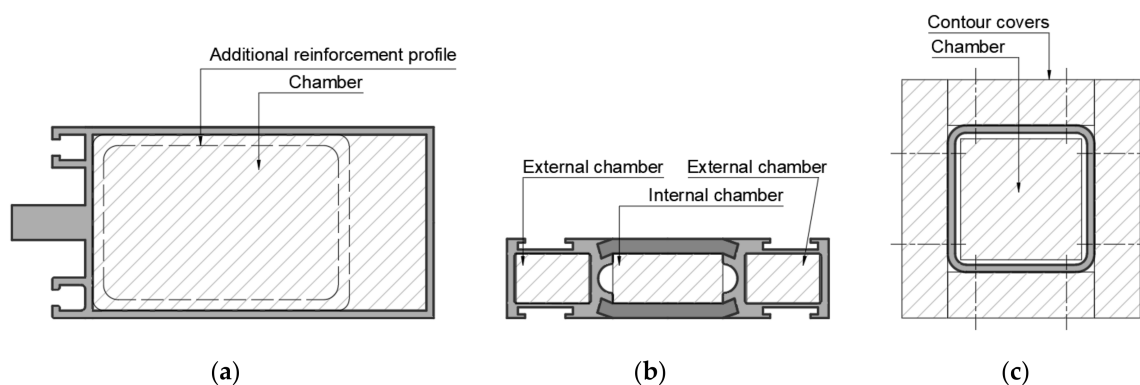 Additional reinforcement profile
Chamber
External chamber
External chamber
Internal chamber
Contour covers
Chamber
(a)
(b)
(c)